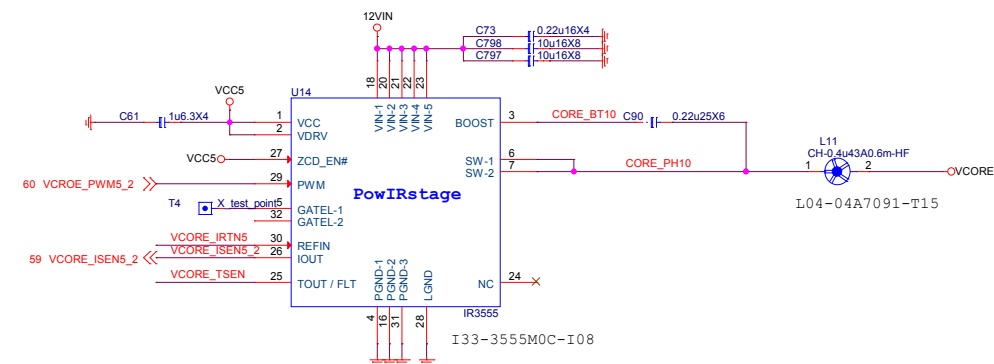 12VIN
C73 0.22u16X4
C798 10u16X8
C797 10u16X8
18 20 21 22 23
VCC5 U14
VIN-1 VIN-2 VIN-3 VIN-4 VIN-5
C61 1u6.3X4 1 VCC BOOST 3 CORE_BT10 C90 0.22u25X6
2 VDRV
L11
CH-0.4u43A0.6m-HF
VCC5 27 ZCD_EN# SW-1 6 CORE_PH10 1 2 VCORE
SW-2 7
60 VCROE_PWM5_2 29 PWM PowIRstage
L04-04A7091-T15
T4 X_test_point 5 GATEL-1
32 GATEL-2
VCORE_IRTN5 30 REFIN
59 VCORE_ISEN5_2 VCORE_ISEN5_2 26 IOUT
VCORE_TSEN 25 TOUT / FLT NC 24
PGND-1 PGND-2 PGND-3 LGND
IR3555
4 16 31 28
I33-3555M0C-I08